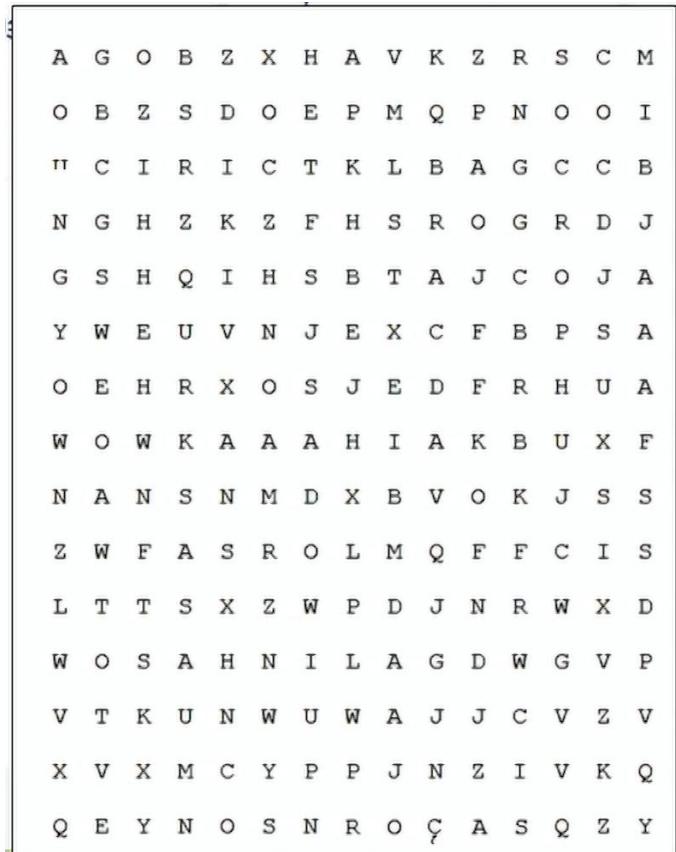 A G O B Z X H A V K Z R S C M
O B Z S D O E P M Q P N O O I
C I R I C T K L B A G C C B
N G H Z K Z F H S R O G R D J
G S H Q I H S B T A J C O J A
Y W E U V N J E X C F B P S A
O E H R X O S J E D F R H U A
W O W K A A A H I A K B U X F
N A N S N M D X B V O K J S S
Z W F A S R O L M Q F F C I S
L T T S X Z W P D J N R W X D
W O S A H N I L A G D W G V P
V T K U N W U W A J J C V Z V
X V X M C Y P P J N Z I V K Q
Q E Y N O S N R O Ç A S Q Z Y